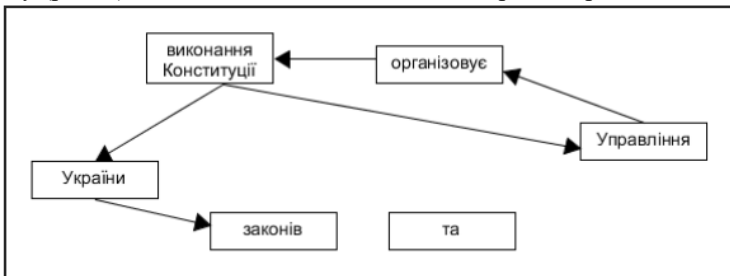 виконання
Конституції
організовує
Управління
України
законів
та